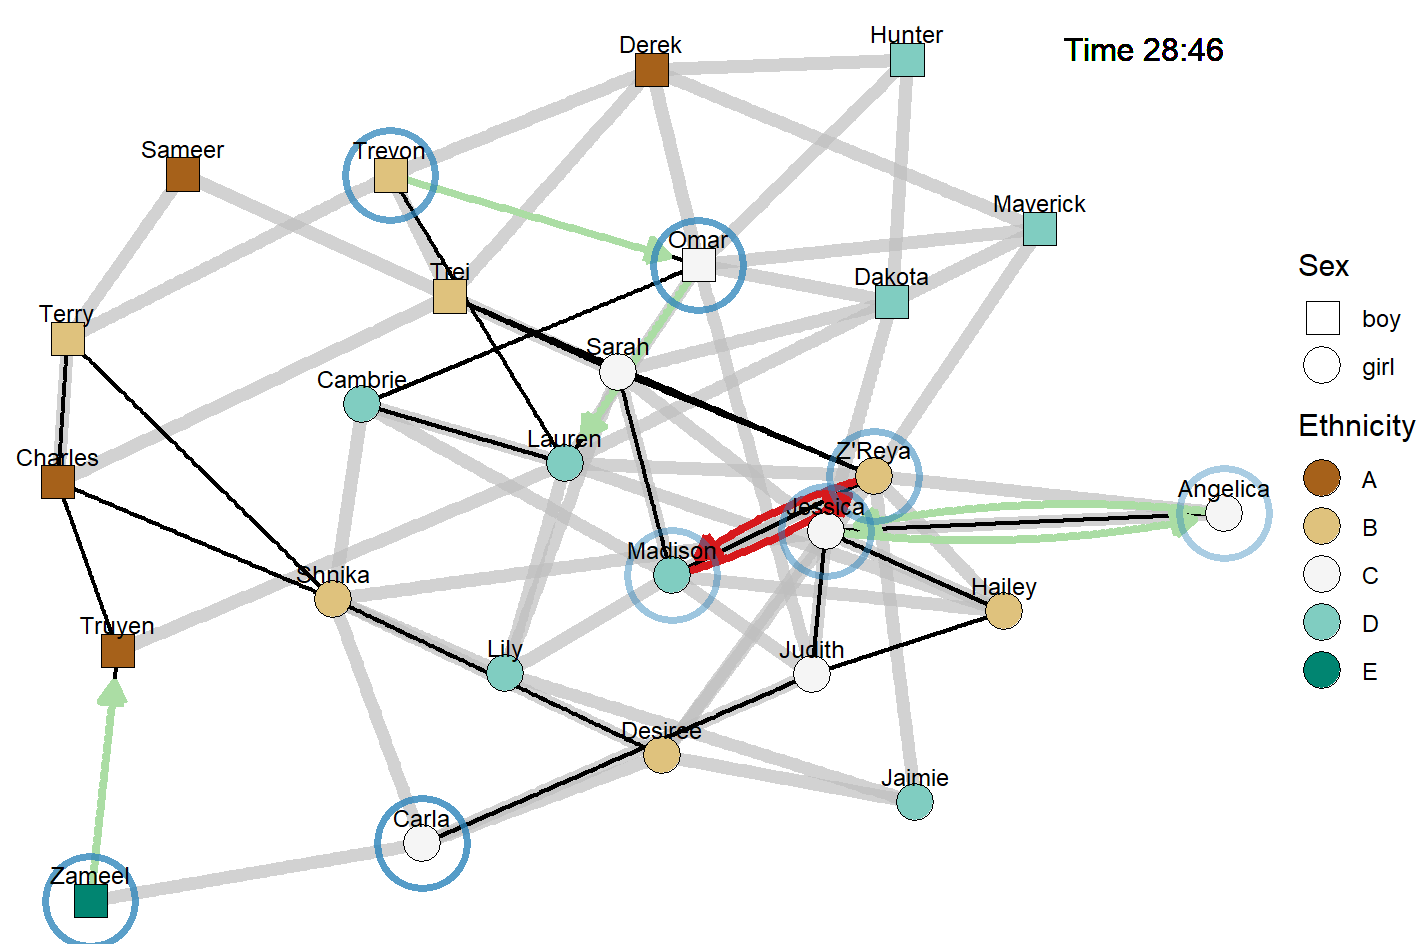 Hunter
Derek
Time 28:46
Sameer
Trevon
Maverick
Omar
Trei
Dakota
Terry
Sarah
Cambrie
Lauren
Z'Reya
Charles
Angelica
Jessica
Madison
Shnika
Hailey
Truyen
Lily
Judith
Desiree
Jaimie
Carla
Zameel
Sex
boy
girl
Ethnicity
A
B
C
D
E